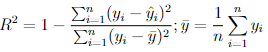 R^2 = 1 - \frac{\sum_{i=1}^{n}(y_i - \hat{y_i})^2}{\sum_{i=1}^{n}(y_i - \bar{y})^2}; \bar{y} = \frac{1}{n}\sum_{i=1}^{n} y_i